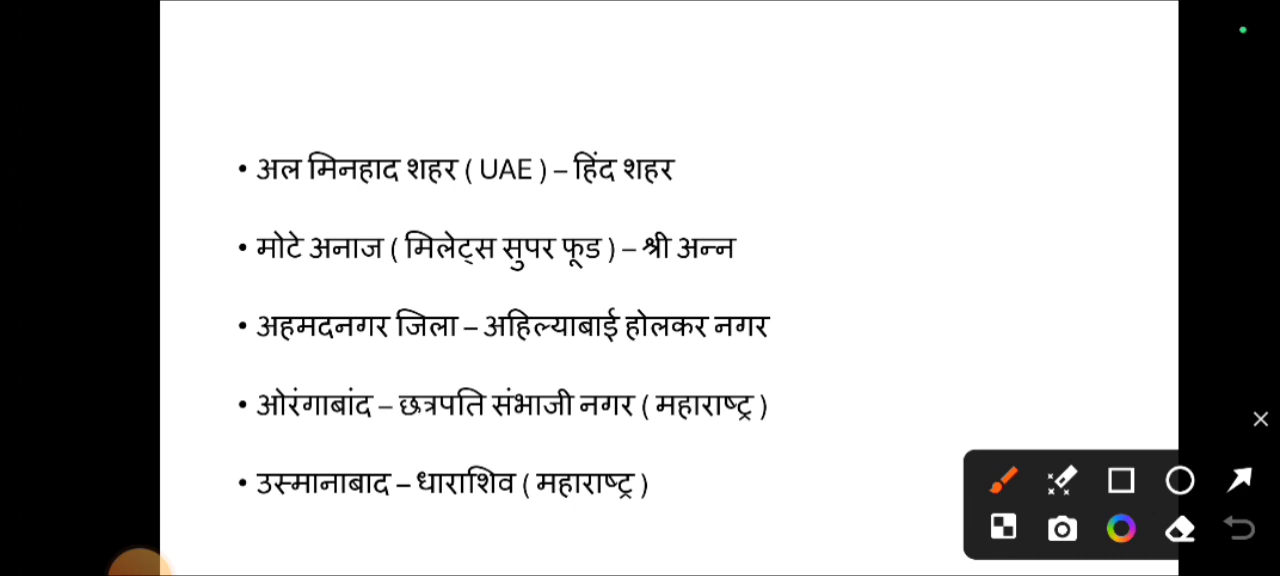 • अल मिनहाद शहर ( UAE ) – हिंद शहर
• मोटे अनाज ( मिलेट्स सुपर फूड ) – श्री अन्न
• अहमदनगर जिला – अहिल्याबाई होलकर नगर
• ओरंगाबांद – छत्रपति संभाजी नगर ( महाराष्ट्र )
• उस्मानाबाद – धाराशिव ( महाराष्ट्र )